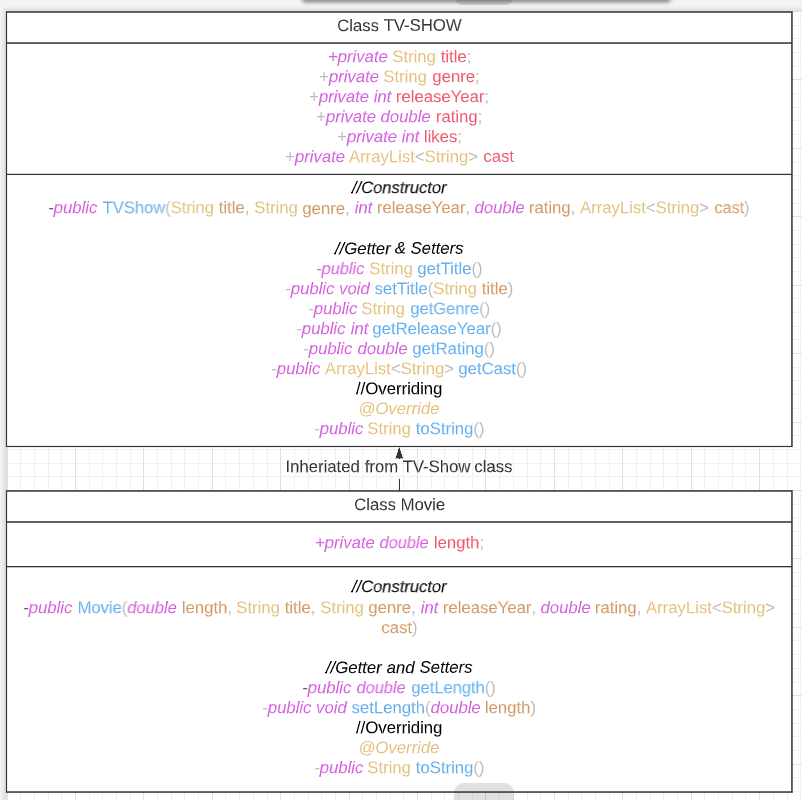 Class TV-SHOW
+private String title;
+private String genre;
+private int releaseYear;
+private double rating;
+private int likes;
+private ArrayList<String> cast
//Constructor
-public TVShow(String title, String genre, int releaseYear, double rating, ArrayList<String> cast)
//Getter & Setters
-public String getTitle()
-public void setTitle(String title)
-public String getGenre()
-public int getReleaseYear()
-public double getRating()
-public ArrayList<String> getCast()
//Overriding
@Override
-public String toString()
Inheriated from TV-Show class
Class Movie
+private double length;
//Constructor
-public Movie(double length, String title, String genre, int releaseYear, double rating, ArrayList<String>
cast)
//Getter and Setters
-public double getLength()
-public void setLength(double length)
//Overriding
@Override
-public String toString()